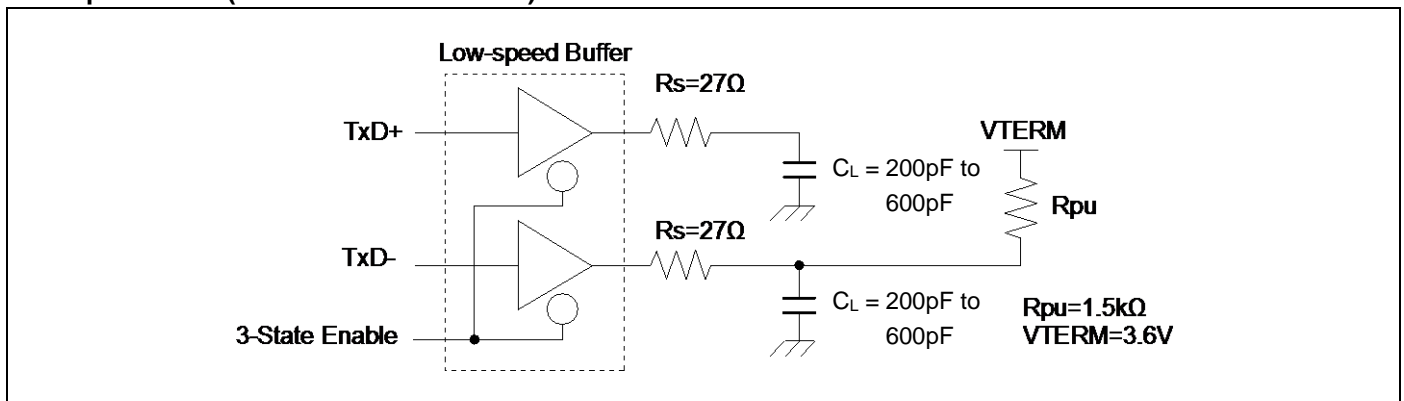 Low-speed Buffer
Rs=27Ω
TxD+
VTERM
CL = 200pF to
600pF
Rpu
Rs=27Ω
TxD-
CL = 200pF to
600pF
Rpu=1.5kΩ
VTERM=3.6V
3-State Enable